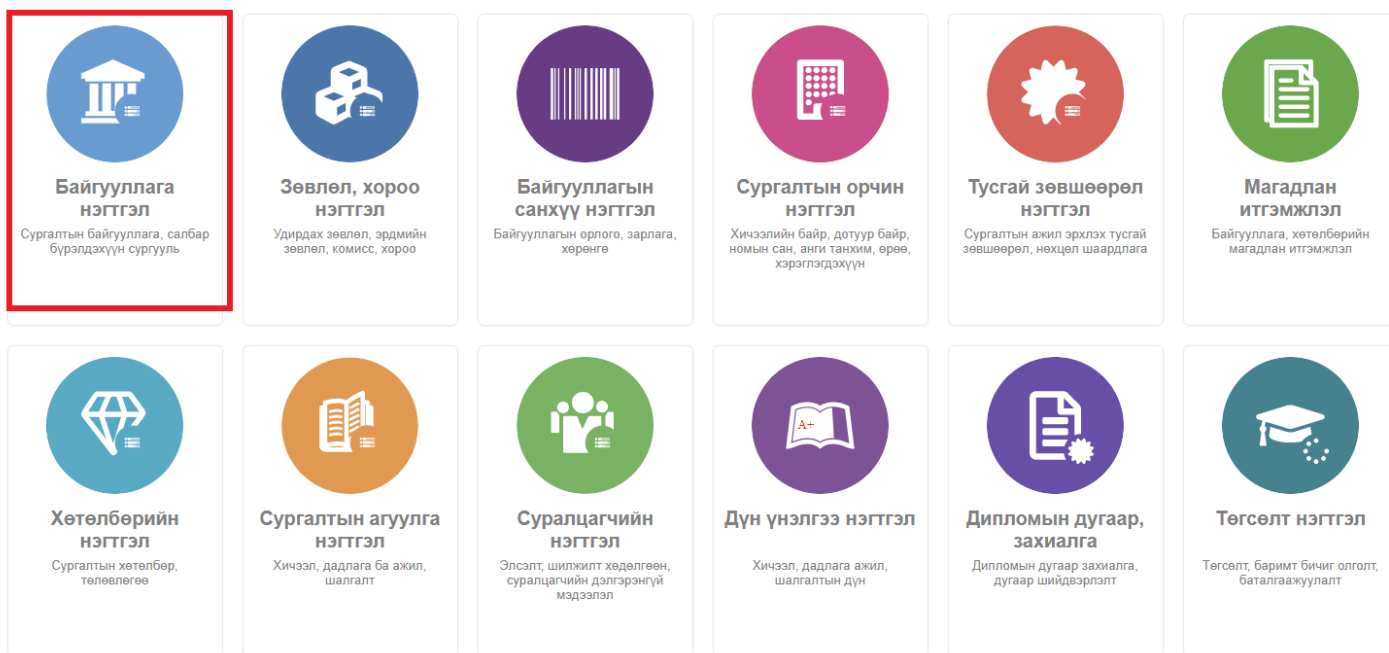 Байгууллага
нэгтгэл
Сургалтын байгууллага, салбар
бүрэлдэхүүн сургууль
Зөвлөл, хороо
нэгтгэл
Удирдах зөвлөл, эрдмийн
зөвлөл, комисс, хороо
Байгууллагын
санхүү нэгтгэл
Байгууллагын орлого, зарлага,
хөрөнгө
Сургалтын орчин
нэгтгэл
Хичээлийн байр, дотуур байр,
номын сан, анги танхим, өрөө,
хэрэглэгдэхүүн
Тусгай зөвшөөрөл
нэгтгэл
Сургалтын ажил эрхлэх тусгай
зөвшөөрөл, нөхцөл шаардлага
Магадлан
итгэмжлэл
Байгууллага, хөтөлбөрийн
магадлан итгэмжлэл
Хөтөлбөрийн
нэгтгэл
Сургалтын хөтөлбөр,
төлөвлөгөө
Сургалтын агуулга
нэгтгэл
Хичээл, дадлага ба ажил,
шалгалт
Суралцагчийн
нэгтгэл
Элсэлт, шилжилт хөдөлгөөн,
суралцагчийн дэлгэрэнгүй
мэдээлэл
A+
Дүн үнэлгээ нэгтгэл
Хичээл, дадлага ажил,
шалгалтын дүн
Дипломын дугаар,
захиалга
Дипломын дугаар захиалга,
дугаар шийдвэрлэлт
Төгсөлт нэгтгэл
Төгсөлт, баримт бичиг олголт,
баталгаажуулалт